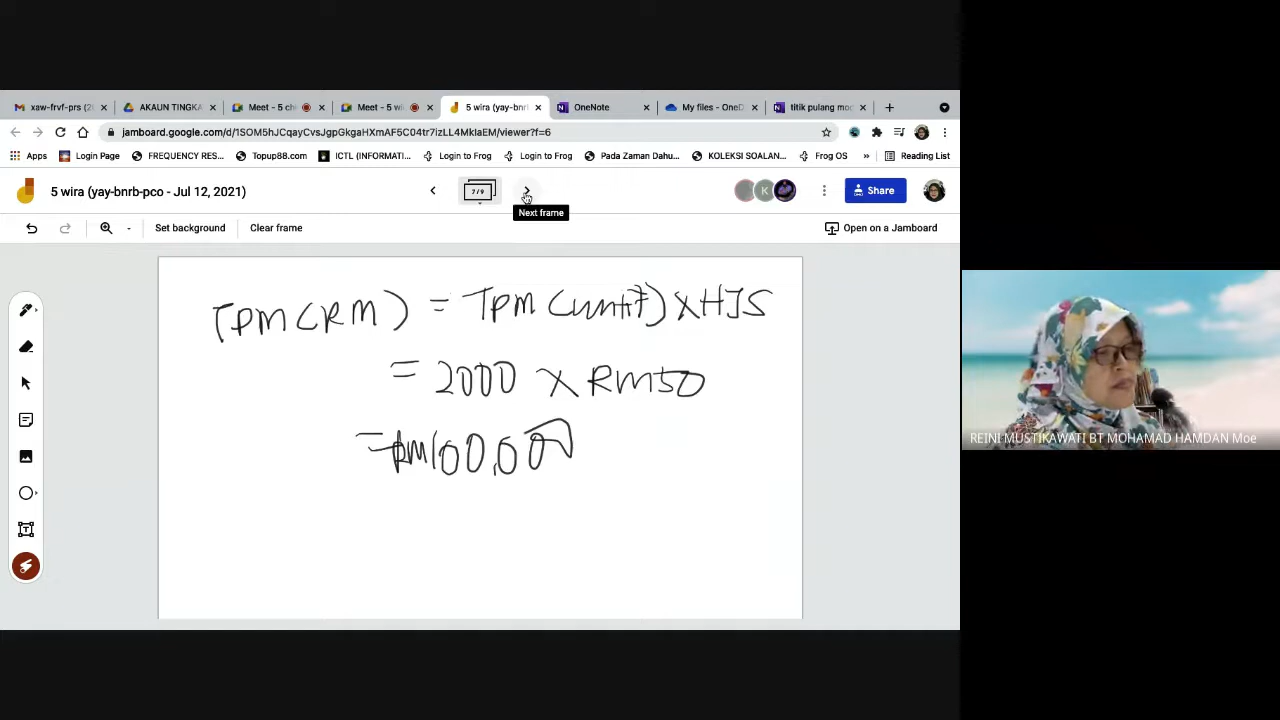 xaw-frvf-prs (2
AKAUN TINGKA
Meet - 5 ch
Meet - 5 wi
5 wira (yay-bnr
OneNote
My files - OneD
titik pulang mod
jamboard.google.com/d/1SOM5hJCqayCvsJgpGkgaHXmAF5C04tr7izLL4MkIaEM/viewer?f=6
Apps
Login Page
FREQUENCY RES...
Topup88.com
ICTL (INFORMATI...
Login to Frog
Login to Frog
Pada Zaman Dahu...
KOLEKSI SOALAN...
Frog OS
»
Reading List
5 wira (yay-bnrb-pco - Jul 12, 2021)
7/9
K
Share
Next frame
Set background
Clear frame
Open on a Jamboard
TPM(RM) = TPM (unit) X HJS
= 2000 X RM50
= RM100,000
REINI MUSTIKAWATI BT MOHAMAD HAMDAN Moe